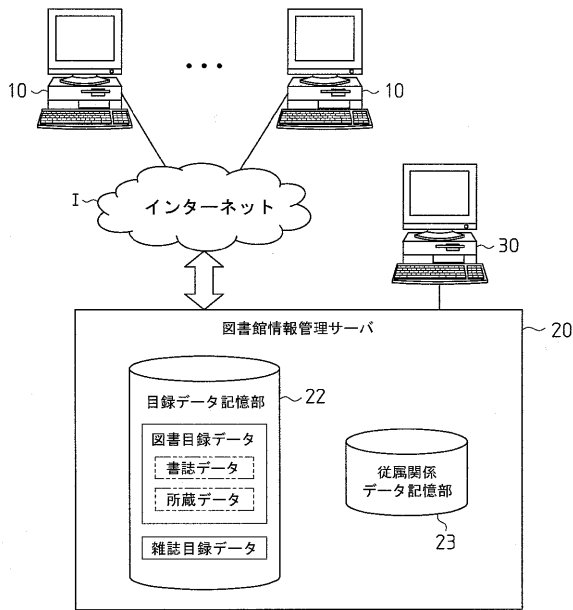 10
...
10
I
インターネット
30
図書館情報管理サーバ
20
目録データ記憶部
22
図書目録データ
書誌データ
所蔵データ
雑誌目録データ
従属関係
データ記憶部
23